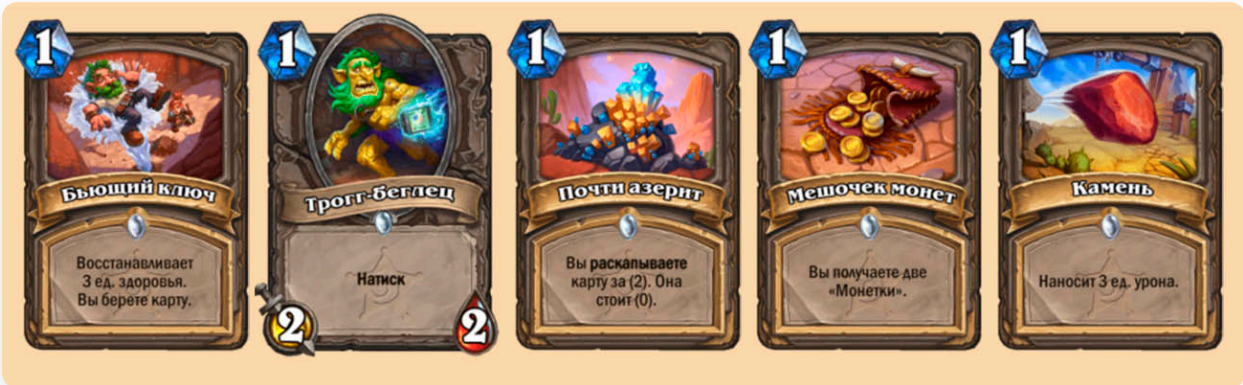 1
Бьющий ключ
Восстанавливает
3 ед. здоровья.
Вы берете карту.
1
Трогг-беглец
Натиск
2
2
1
Почти азерит
Вы раскапываете
карту за (2). Она
стоит (0).
1
Мешочек монет
Вы получаете две
«Монетки».
1
Камень
Наносит 3 ед. урона.